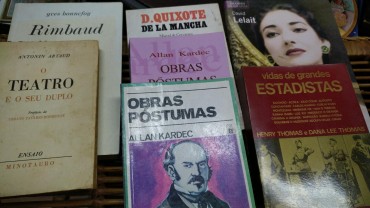 yves bonnefoy
Rimbaud
D. QUIXOTE
DE LA MANCHA
Allan Kardec
OBRAS
PÓSTUMAS
Lelait
ANTONIN ARTAUD
O
TEATRO
E O SEU DUPLO
ENSAIO
MINOTAURO
OBRAS
PÓSTUMAS
ALLAN KARDEC
vidas de grandes
ESTADISTAS
HENRY THOMAS e DANA LEE THOMAS